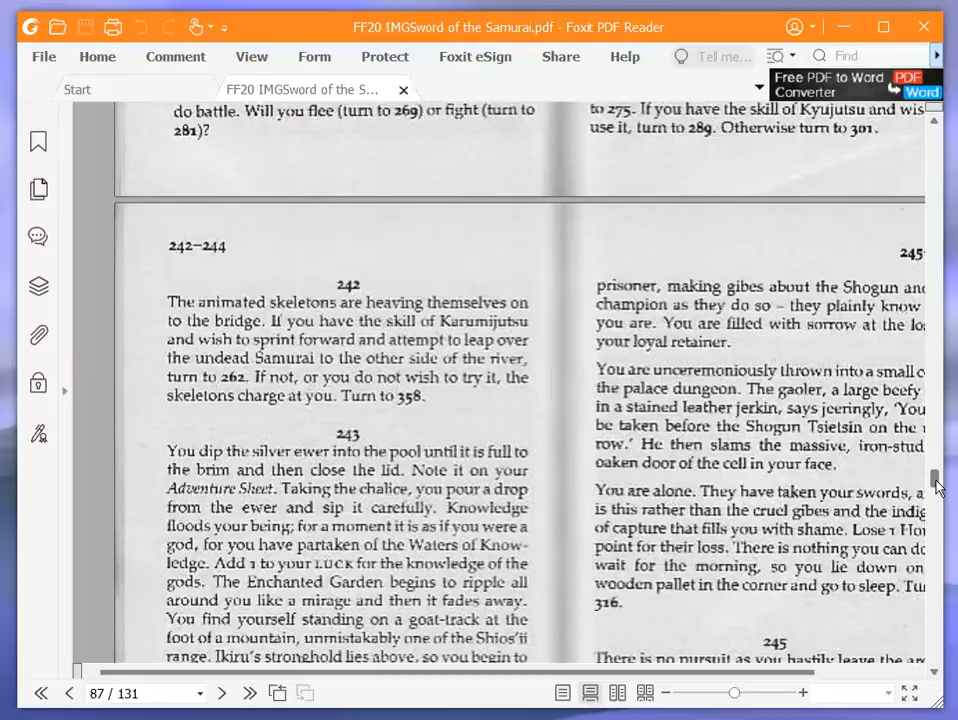 FF20 IMGSword of the Samurai.pdf - Foxit PDF Reader
File Home Comment View Form Protect Foxit eSign Help Tell me... Find
Start FF20 IMGSword of the S...
Free PDF to Word PDF
Converter Word
do battle. Will you flee (turn to 269) or fight (turn to
281)?
to 275. If you have the skill of Kyujutsu and wis
use it, turn to 289. Otherwise turn to 301.
242–244
242
The animated skeletons are heaving themselves on
to the bridge. If you have the skill of Karumijutsu
and wish to sprint forward and attempt to leap over
the undead Samurai to the other side of the river,
turn to 262. If not, or you do not wish to try it, the
skeletons charge at you. Turn to 358.
243
You dip the silver ewer into the pool until it is full to
the brim and then close the lid. Note it on your
Adventure Sheet. Taking the chalice, you pour a drop
from the ewer and sip it carefully. Knowledge
floods your being; for a moment it is as if you were a
god, for you have partaken of the Waters of Know-
ledge. Add 1 to your LUCK for the knowledge of the
gods. The Enchanted Garden begins to ripple all
around you like a mirage and then it fades away.
You find yourself standing on a goat-track at the
foot of a mountain, unmistakably one of the Shios'ii
range. Ikiru's stronghold lies above, so you begin to
245
prisoner, making gibes about the Shogun and
champion as they do so – they plainly know
you are. You are filled with sorrow at the lo
your loyal retainer.
You are unceremoniously thrown into a small c
the palace dungeon. The gaoler, a large beefy
in a stained leather jerkin, says jeeringly, 'You
be taken before the Shogun Tsietsin on the
row.' He then slams the massive, iron-stud
oaken door of the cell in your face.
You are alone. They have taken your swords, a
is this rather than the cruel gibes and the indig
of capture that fills you with shame. Lose 1 Ho
point for their loss. There is nothing you can do
wait for the morning, so you lie down on
wooden pallet in the corner and go to sleep. Tu
316.
245
There is no pursuit as you hastily leave the are
87 / 131